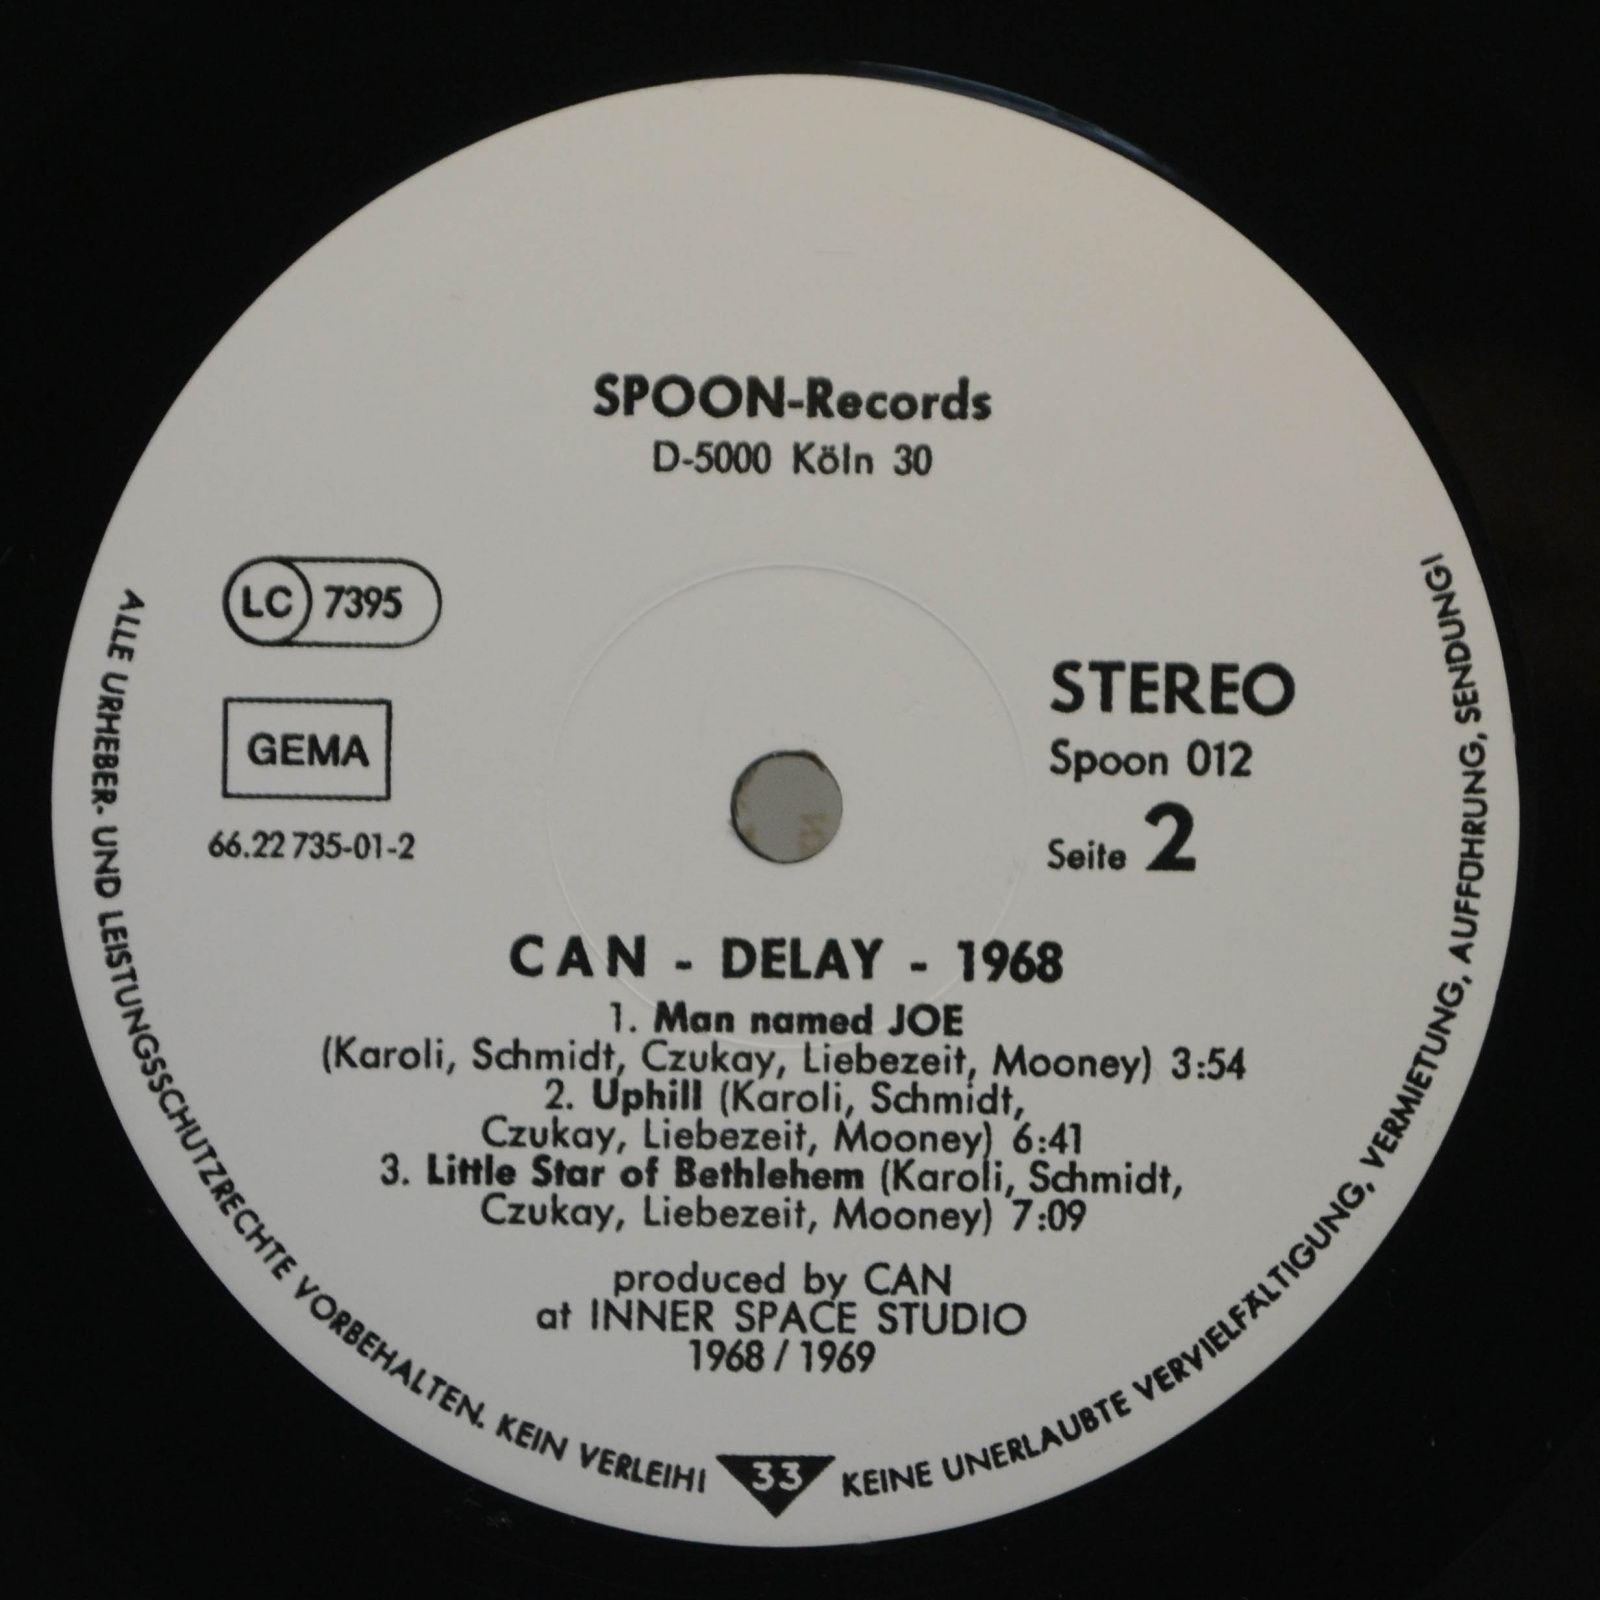 SPOON-Records
D-5000 Köln 30
LC 7395
GEMA
66.22 735-01-2
STEREO
Spoon 012
Seite 2
CAN - DELAY - 1968
1. Man named JOE
(Karoli, Schmidt, Czukay, Liebezeit, Mooney) 3:54
2. Uphill (Karoli, Schmidt,
Czukay, Liebezeit, Mooney) 6:41
3. Little Star of Bethlehem (Karoli, Schmidt,
Czukay, Liebezeit, Mooney) 7:09
produced by CAN
at INNER SPACE STUDIO
1968 / 1969
ALLE URHEBER- UND LEISTUNGSSCHUTZRECHTE VORBEHALTEN. KEIN VERLEIH!
33
KEINE UNERLAUBTE VERVIELFÄLTIGUNG, VERMIETUNG, AUFFÜHRUNG, SENDUNG!